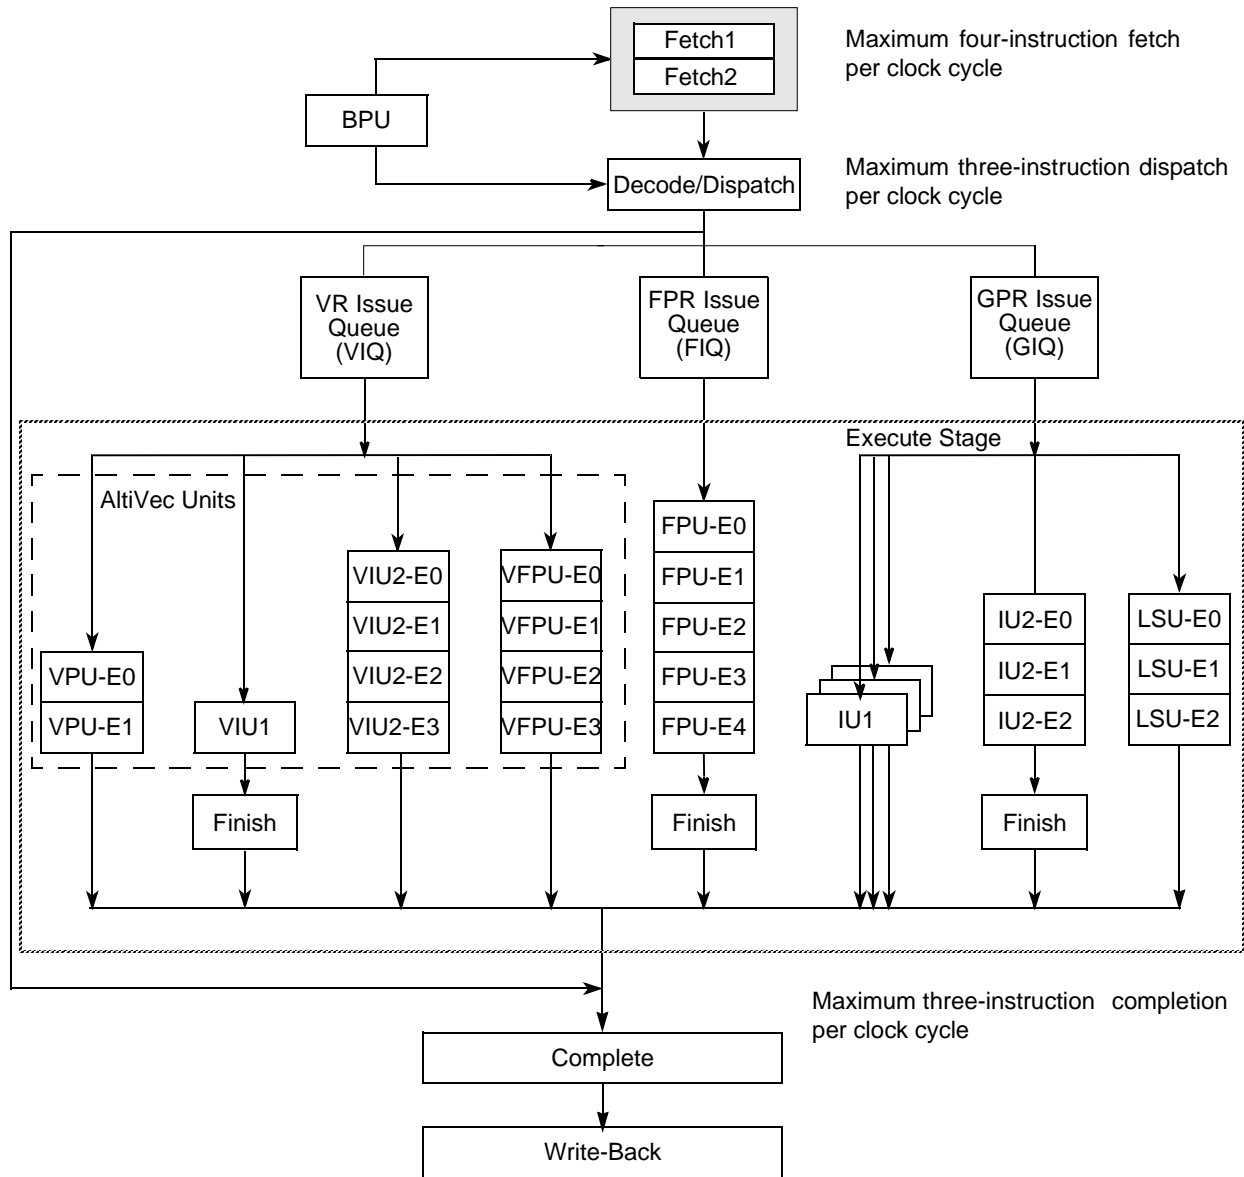 Fetch1
Fetch2
Maximum four-instruction fetch
per clock cycle
BPU
Decode/Dispatch
Maximum three-instruction dispatch
per clock cycle
VR Issue
Queue
(VIQ)
FPR Issue
Queue
(FIQ)
GPR Issue
Queue
(GIQ)
Execute Stage
AltiVec Units
VPU-E0
VPU-E1
VIU1
Finish
VIU2-E0
VIU2-E1
VIU2-E2
VIU2-E3
VFPU-E0
VFPU-E1
VFPU-E2
VFPU-E3
FPU-E0
FPU-E1
FPU-E2
FPU-E3
FPU-E4
Finish
IU1
IU2-E0
IU2-E1
IU2-E2
Finish
LSU-E0
LSU-E1
LSU-E2
Maximum three-instruction completion
per clock cycle
Complete
Write-Back